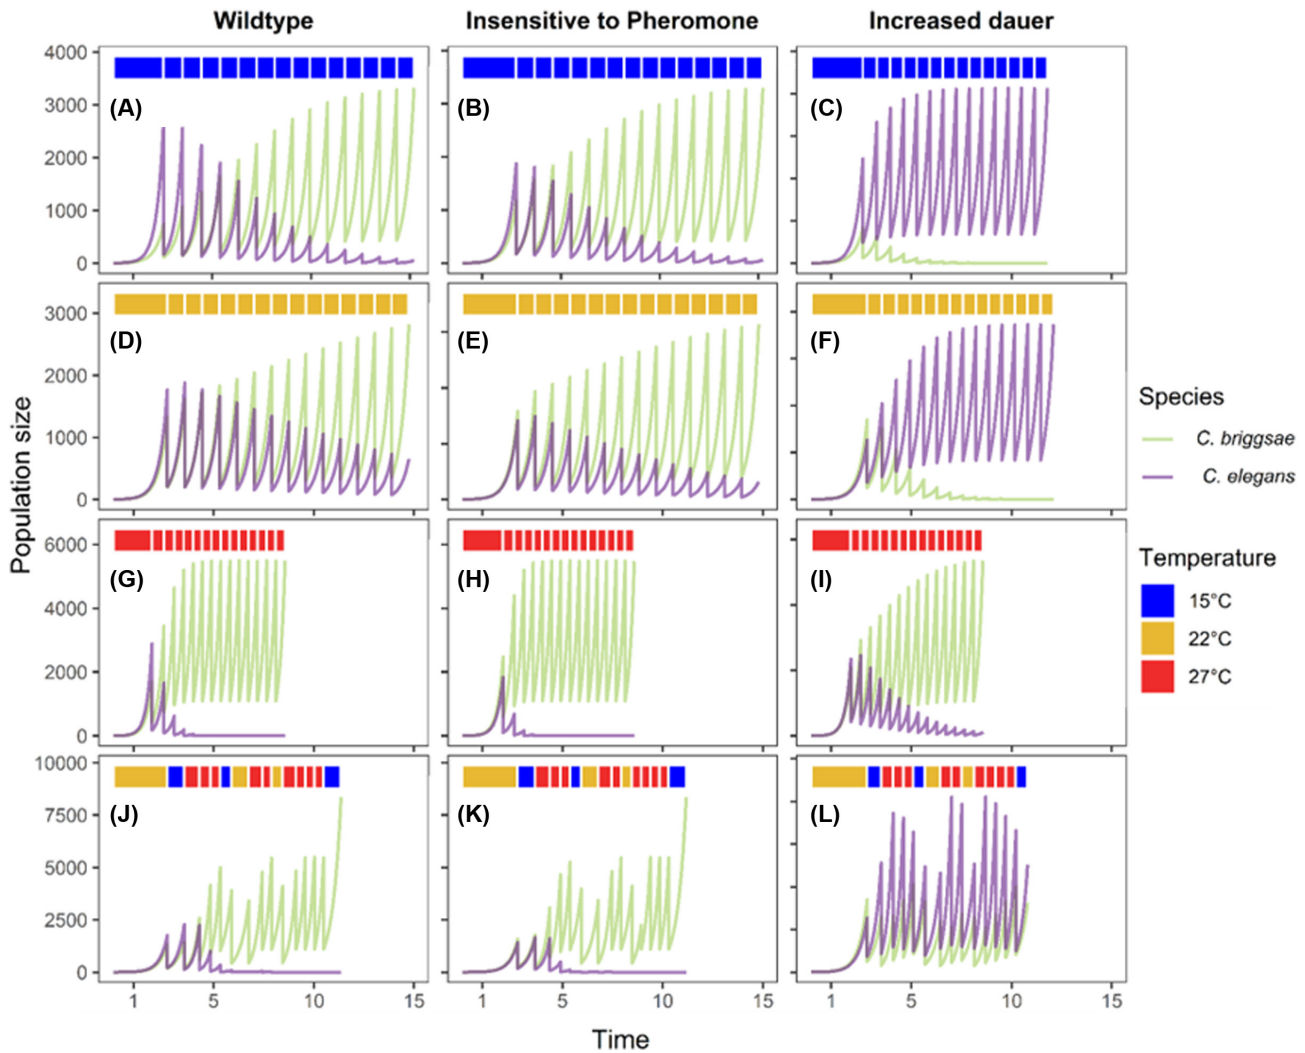 Wildtype Insensitive to Pheromone Increased dauer
Population size
4000
3000
2000
1000
0
(A) (B) (C)
3000
2000
1000
0
(D) (E) (F)
6000
4000
2000
0
(G) (H) (I)
10000
7500
5000
2500
0
(J) (K) (L)
1 5 10 15 1 5 10 15 1 5 10 15
Time
Species
C. briggsae
C. elegans
Temperature
15°C
22°C
27°C